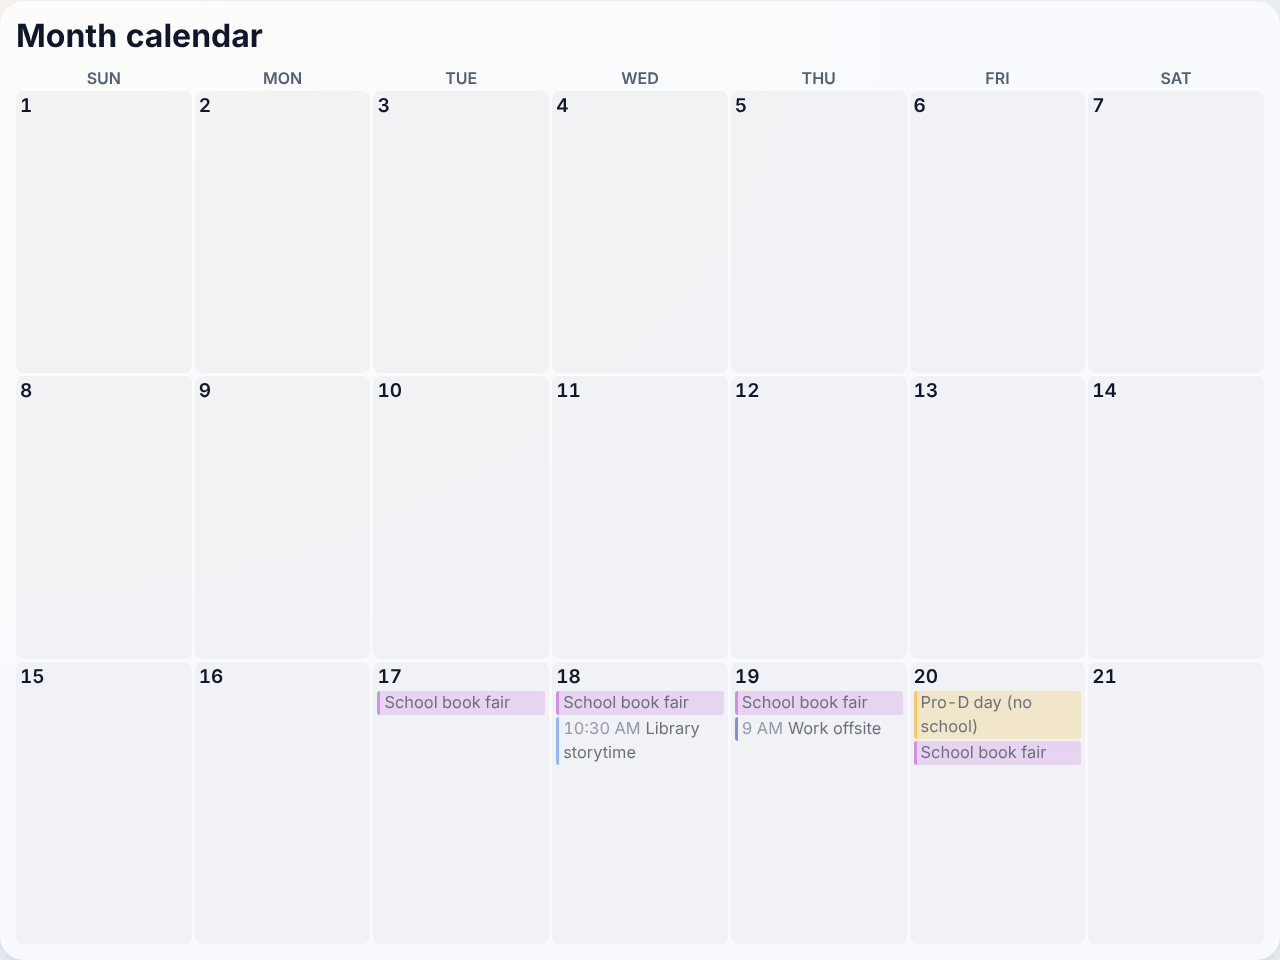 Month calendar
SUN MON TUE WED THU FRI SAT
1 2 3 4 5 6 7
8 9 10 11 12 13 14
15 16 17 18 19 20 21
School book fair
School book fair
10:30 AM Library
storytime
School book fair
9 AM Work offsite
Pro-D day (no
school)
School book fair